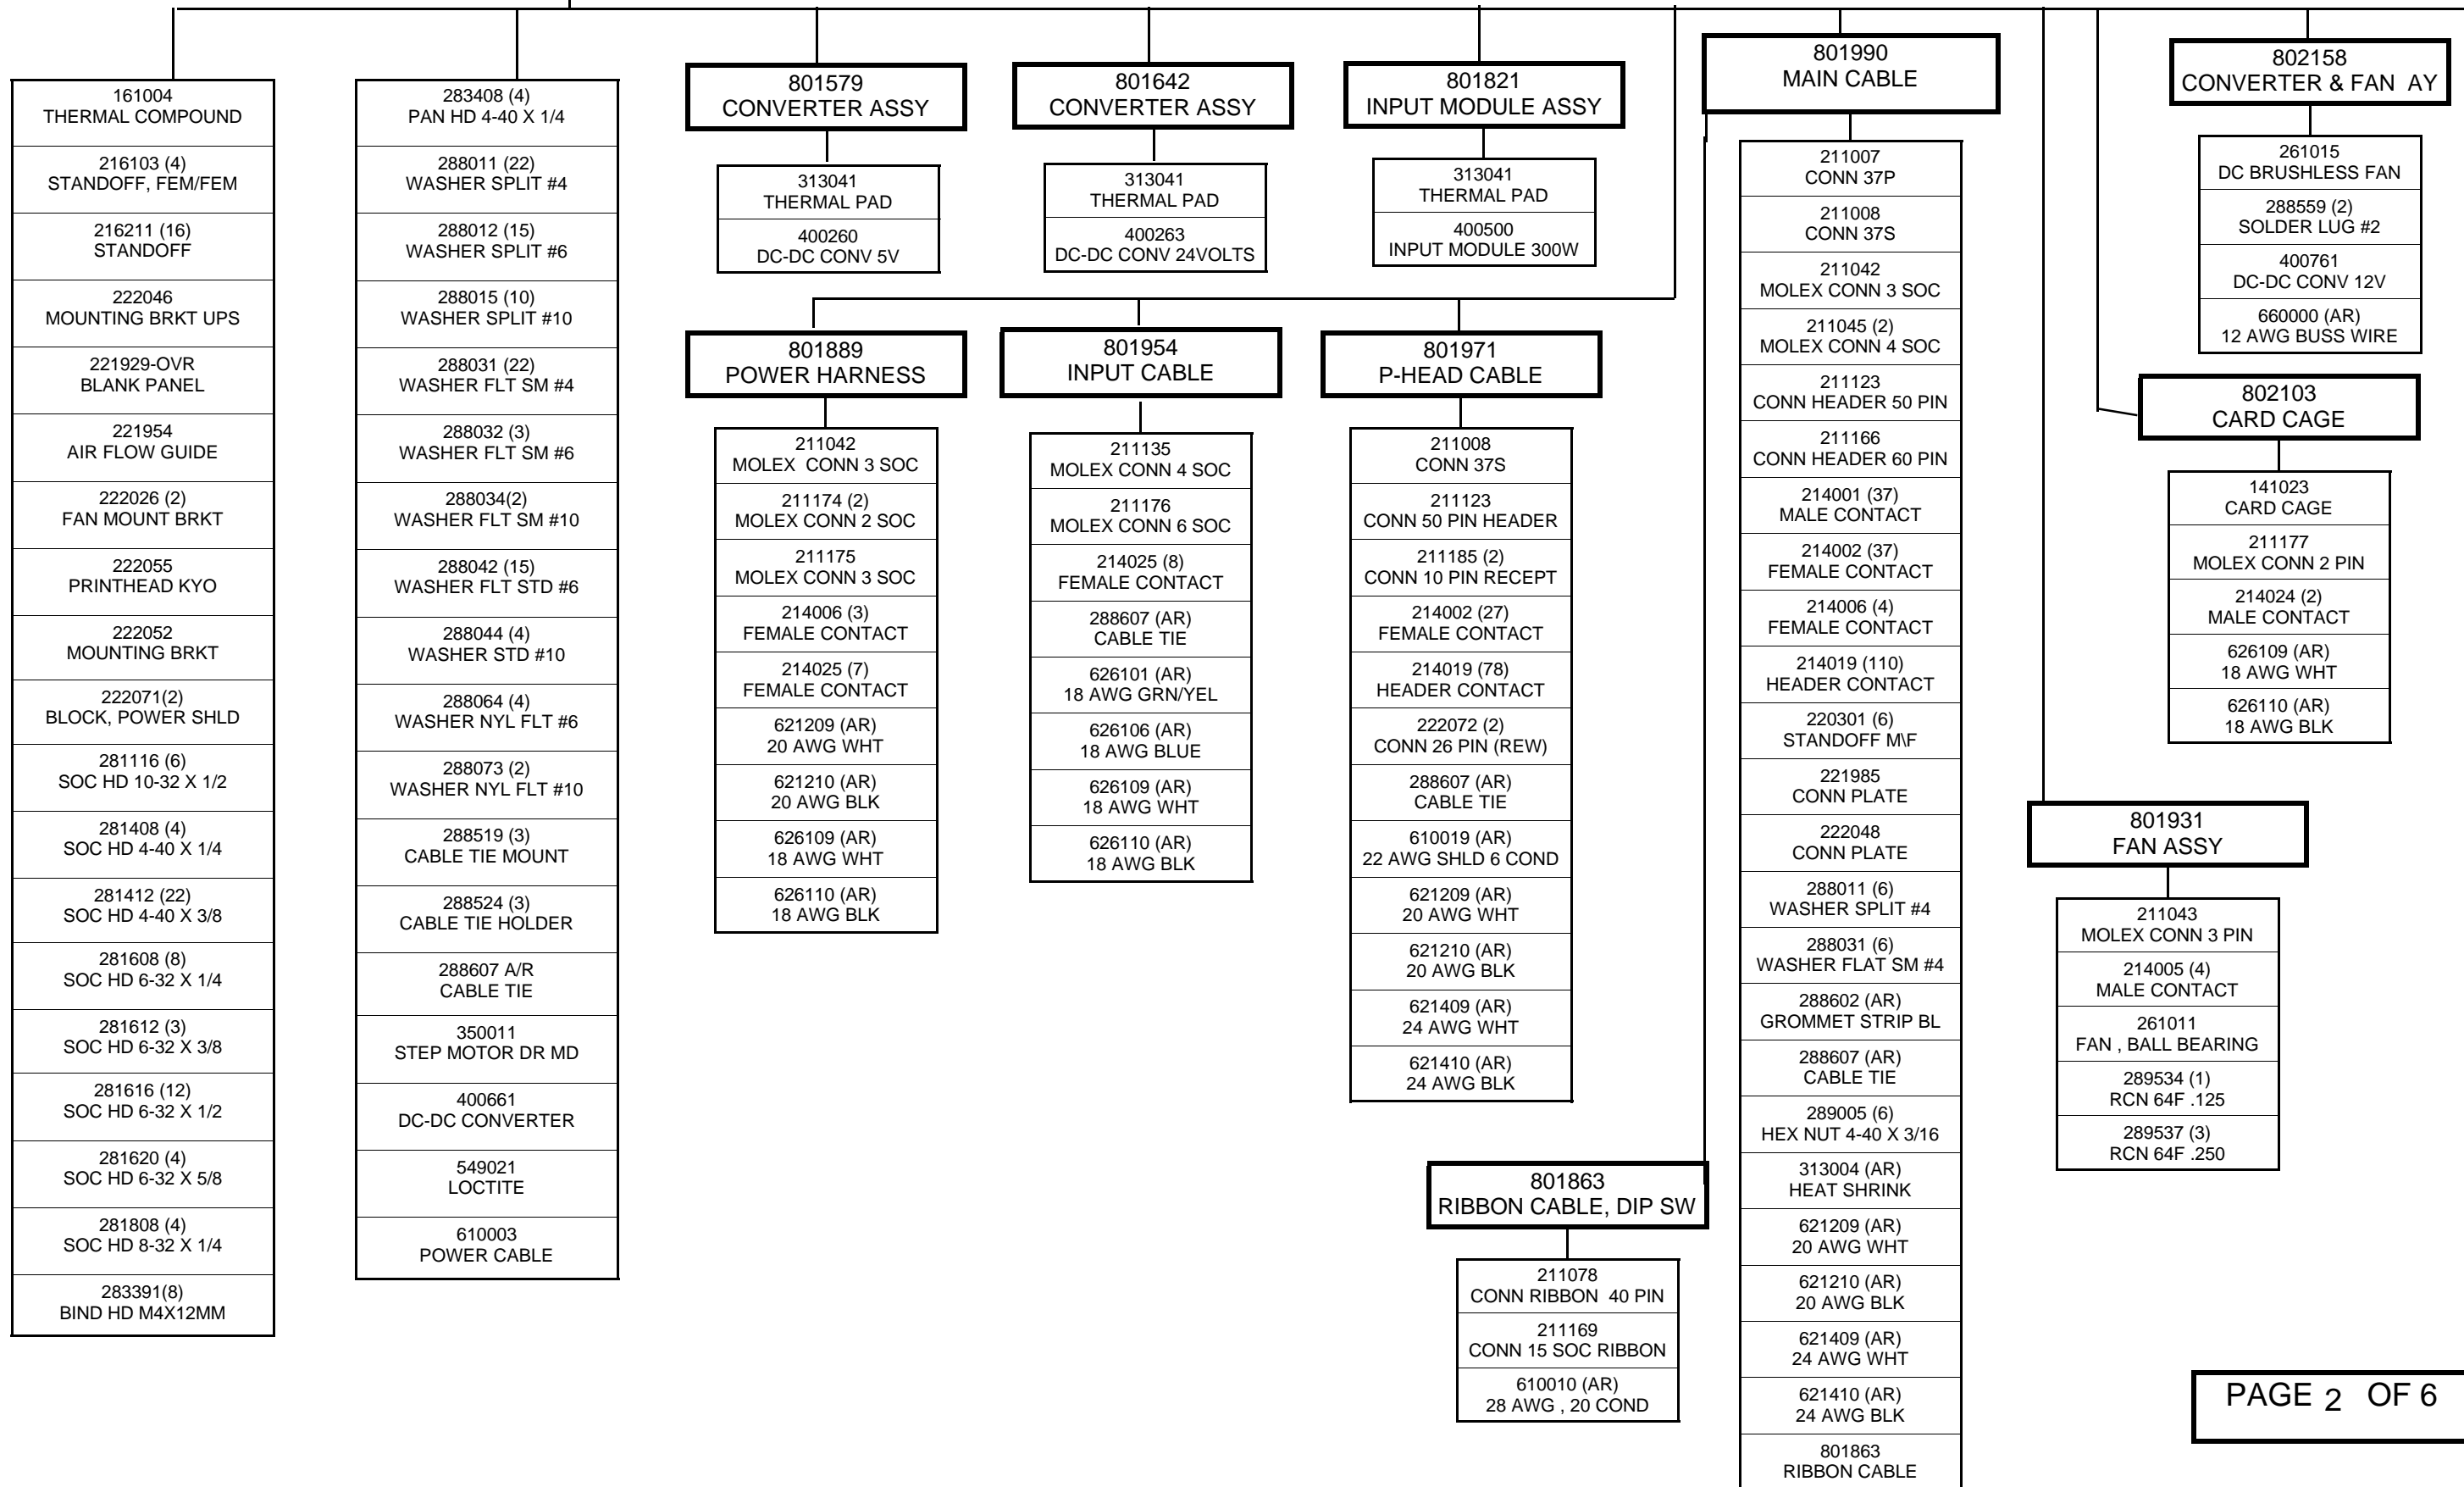 161004
THERMAL COMPOUND
216103 (4)
STANDOFF, FEM/FEM
216211 (16)
STANDOFF
222046
MOUNTING BRKT UPS
221929-OVR
BLANK PANEL
221954
AIR FLOW GUIDE
222026 (2)
FAN MOUNT BRKT
222055
PRINTHEAD KYO
222052
MOUNTING BRKT
222071(2)
BLOCK, POWER SHLD
281116 (6)
SOC HD 10-32 X 1/2
281408 (4)
SOC HD 4-40 X 1/4
281412 (22)
SOC HD 4-40 X 3/8
281608 (8)
SOC HD 6-32 X 1/4
281612 (3)
SOC HD 6-32 X 3/8
281616 (12)
SOC HD 6-32 X 1/2
281620 (4)
SOC HD 6-32 X 5/8
281808 (4)
SOC HD 8-32 X 1/4
283391(8)
BIND HD M4X12MM
283408 (4)
PAN HD 4-40 X 1/4
288011 (22)
WASHER SPLIT #4
288012 (15)
WASHER SPLIT #6
288015 (10)
WASHER SPLIT #10
288031 (22)
WASHER FLT SM #4
288032 (3)
WASHER FLT SM #6
288034(2)
WASHER FLT SM #10
288042 (15)
WASHER FLT STD #6
288044 (4)
WASHER STD #10
288064 (4)
WASHER NYL FLT #6
288073 (2)
WASHER NYL FLT #10
288519 (3)
CABLE TIE MOUNT
288524 (3)
CABLE TIE HOLDER
288607 A/R
CABLE TIE
350011
STEP MOTOR DR MD
400661
DC-DC CONVERTER
549021
LOCTITE
610003
POWER CABLE
801579
CONVERTER ASSY
313041
THERMAL PAD
400260
DC-DC CONV 5V
801642
CONVERTER ASSY
313041
THERMAL PAD
400263
DC-DC CONV 24VOLTS
801821
INPUT MODULE ASSY
313041
THERMAL PAD
400500
INPUT MODULE 300W
801889
POWER HARNESS
211042
MOLEX CONN 3 SOC
211174 (2)
MOLEX CONN 2 SOC
211175
MOLEX CONN 3 SOC
214006 (3)
FEMALE CONTACT
214025 (7)
FEMALE CONTACT
621209 (AR)
20 AWG WHT
621210 (AR)
20 AWG BLK
626109 (AR)
18 AWG WHT
626110 (AR)
18 AWG BLK
801954
INPUT CABLE
211135
MOLEX CONN 4 SOC
211176
MOLEX CONN 6 SOC
214025 (8)
FEMALE CONTACT
288607 (AR)
CABLE TIE
626101 (AR)
18 AWG GRN/YEL
626106 (AR)
18 AWG BLUE
626109 (AR)
18 AWG WHT
626110 (AR)
18 AWG BLK
801971
P-HEAD CABLE
211008
CONN 37S
211123
CONN 50 PIN HEADER
211185 (2)
CONN 10 PIN RECEPT
214002 (27)
FEMALE CONTACT
214019 (78)
HEADER CONTACT
222072 (2)
CONN 26 PIN (REW)
288607 (AR)
CABLE TIE
610019 (AR)
22 AWG SHLD 6 COND
621209 (AR)
20 AWG WHT
621210 (AR)
20 AWG BLK
621409 (AR)
24 AWG WHT
621410 (AR)
24 AWG BLK
801863
RIBBON CABLE, DIP SW
211078
CONN RIBBON 40 PIN
211169
CONN 15 SOC RIBBON
610010 (AR)
28 AWG , 20 COND
801990
MAIN CABLE
211007
CONN 37P
211008
CONN 37S
211042
MOLEX CONN 3 SOC
211045 (2)
MOLEX CONN 4 SOC
211123
CONN HEADER 50 PIN
211166
CONN HEADER 60 PIN
214001 (37)
MALE CONTACT
214002 (37)
FEMALE CONTACT
214006 (4)
FEMALE CONTACT
214019 (110)
HEADER CONTACT
220301 (6)
STANDOFF M\F
221985
CONN PLATE
222048
CONN PLATE
288011 (6)
WASHER SPLIT #4
288031 (6)
WASHER FLAT SM #4
288602 (AR)
GROMMET STRIP BL
288607 (AR)
CABLE TIE
289005 (6)
HEX NUT 4-40 X 3/16
313004 (AR)
HEAT SHRINK
621209 (AR)
20 AWG WHT
621210 (AR)
20 AWG BLK
621409 (AR)
24 AWG WHT
621410 (AR)
24 AWG BLK
801863
RIBBON CABLE
802158
CONVERTER & FAN AY
261015
DC BRUSHLESS FAN
288559 (2)
SOLDER LUG #2
400761
DC-DC CONV 12V
660000 (AR)
12 AWG BUSS WIRE
802103
CARD CAGE
141023
CARD CAGE
211177
MOLEX CONN 2 PIN
214024 (2)
MALE CONTACT
626109 (AR)
18 AWG WHT
626110 (AR)
18 AWG BLK
801931
FAN ASSY
211043
MOLEX CONN 3 PIN
214005 (4)
MALE CONTACT
261011
FAN , BALL BEARING
289534 (1)
RCN 64F .125
289537 (3)
RCN 64F .250
PAGE 2 OF 6